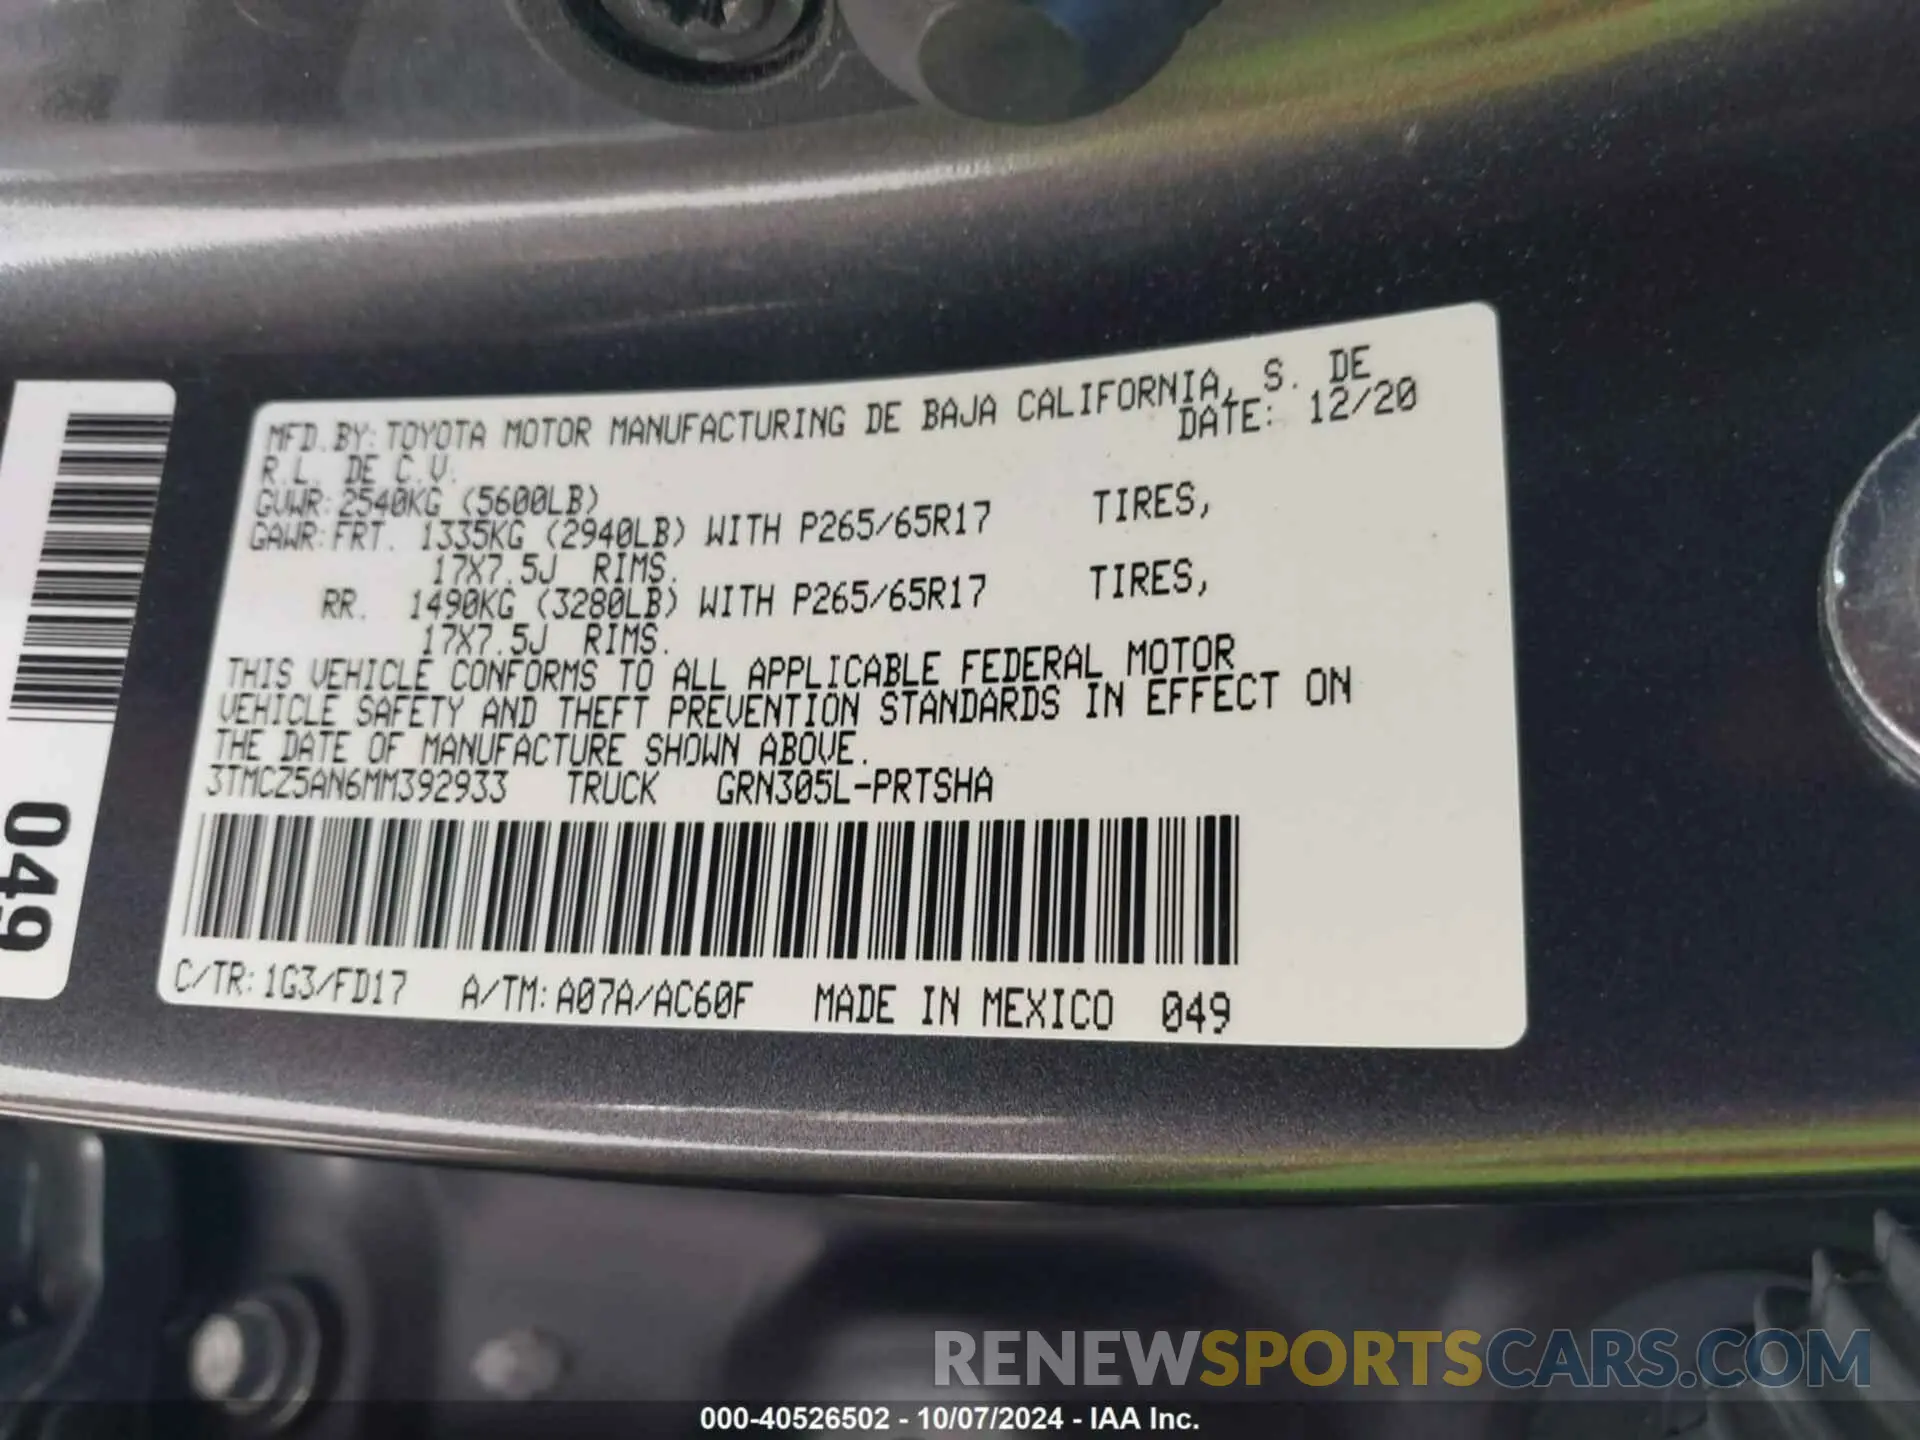 MFD.BY:TOYOTA MOTOR MANUFACTURING DE BAJA CALIFORNIA, S. DE
R.L. DE C.V. DATE: 12/20
GVWR:2540KG (5600LB)
GAWR:FRT. 1335KG (2940LB) WITH P265/65R17 TIRES,
17X7.5J RIMS.
RR. 1490KG (3280LB) WITH P265/65R17 TIRES,
17X7.5J RIMS.
THIS VEHICLE CONFORMS TO ALL APPLICABLE FEDERAL MOTOR
VEHICLE SAFETY AND THEFT PREVENTION STANDARDS IN EFFECT ON
THE DATE OF MANUFACTURE SHOWN ABOVE.
3TMCZ5AN6MM392933 TRUCK GRN305L-PRTSHA
C/TR:1G3/FD17 A/TM:A07A/AC60F MADE IN MEXICO 049
049
RENEWSPORTSCARS.COM
000-40526502 - 10/07/2024 - IAA Inc.